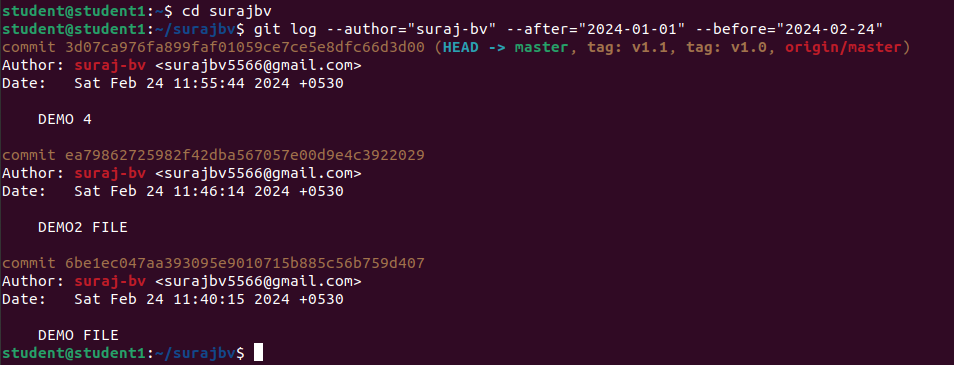 student@student1:~$ cd surajbv
student@student1:~/surajbv$ git log --author="suraj-bv" --after="2024-01-01" --before="2024-02-24"
commit 3d07ca976fa899faf01059ce7ce5e8dfc66d3d00 (HEAD -> master, tag: v1.1, tag: v1.0, origin/master)
Author: suraj-bv <surajbv5566@gmail.com>
Date:   Sat Feb 24 11:55:44 2024 +0530
    DEMO 4
commit ea79862725982f42dba567057e00d9e4c3922029
Author: suraj-bv <surajbv5566@gmail.com>
Date:   Sat Feb 24 11:46:14 2024 +0530
    DEMO2 FILE
commit 6be1ec047aa393095e9010715b885c56b759d407
Author: suraj-bv <surajbv5566@gmail.com>
Date:   Sat Feb 24 11:40:15 2024 +0530
    DEMO FILE
student@student1:~/surajbv$